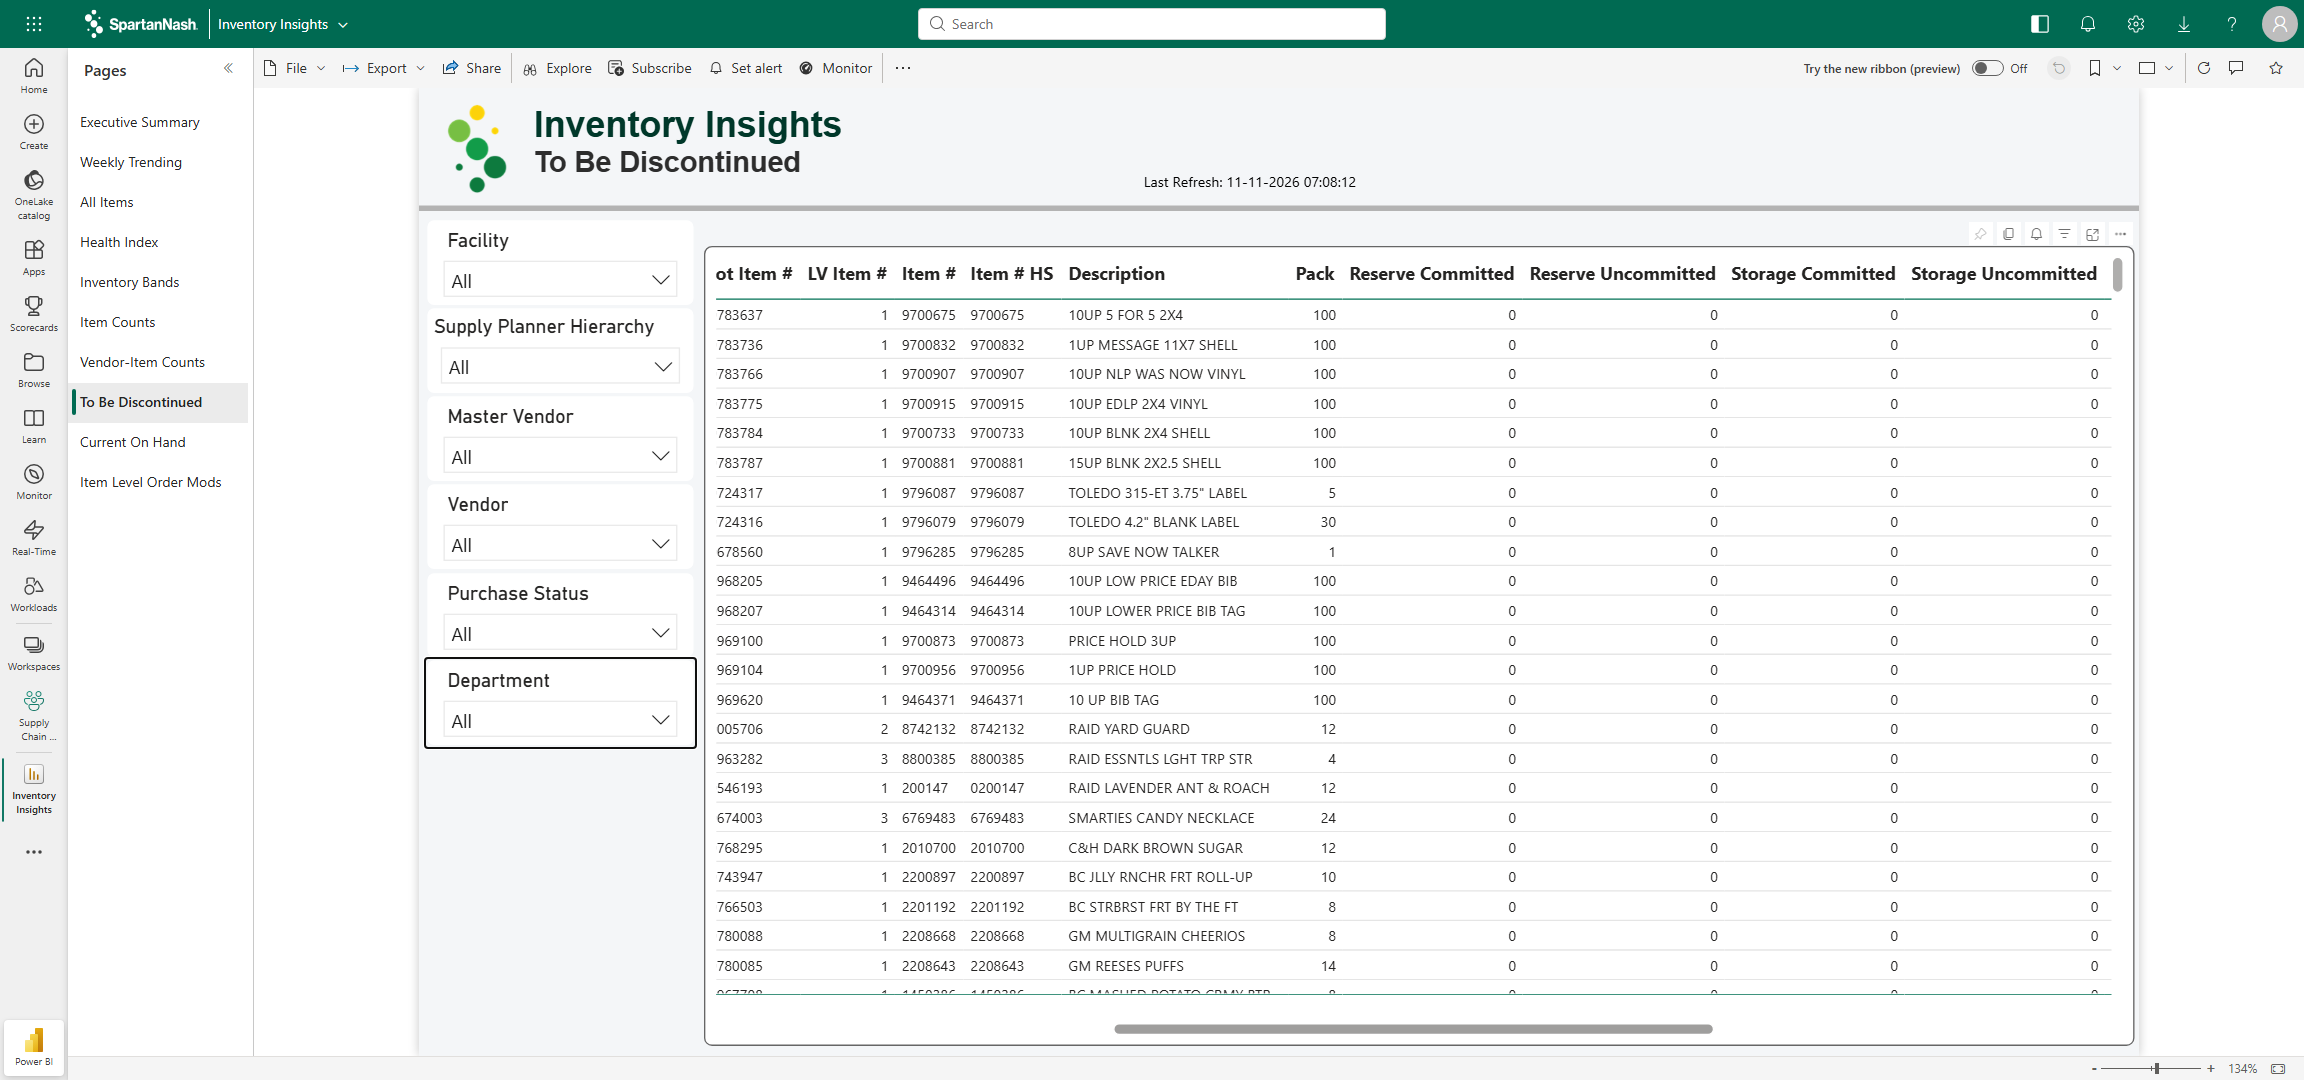 SpartanNash
Inventory Insights
Search
Home
Create
OneLake
catalog
Apps
Scorecards
Browse
Learn
Monitor
Real-Time
Workloads
Workspaces
Supply
Chain ...
Inventory
Insights
Power BI
Pages
Executive Summary
Weekly Trending
All Items
Health Index
Inventory Bands
Item Counts
Vendor-Item Counts
To Be Discontinued
Current On Hand
Item Level Order Mods
File Export Share Explore Subscribe Set alert Monitor ... Try the new ribbon (preview) Off
Inventory Insights
To Be Discontinued
Last Refresh: 11-11-2026 07:08:12
Facility
All
Supply Planner Hierarchy
All
Master Vendor
All
Vendor
All
Purchase Status
All
Department
All
ot Item # LV Item # Item # Item # HS Description Pack Reserve Committed Reserve Uncommitted Storage Committed Storage Uncommitted
783637 1 9700675 9700675 10UP 5 FOR 5 2X4 100 0 0 0 0
783736 1 9700832 9700832 1UP MESSAGE 11X7 SHELL 100 0 0 0 0
783766 1 9700907 9700907 10UP NLP WAS NOW VINYL 100 0 0 0 0
783775 1 9700915 9700915 10UP EDLP 2X4 VINYL 100 0 0 0 0
783784 1 9700733 9700733 10UP BLNK 2X4 SHELL 100 0 0 0 0
783787 1 9700881 9700881 15UP BLNK 2X2.5 SHELL 100 0 0 0 0
724317 1 9796087 9796087 TOLEDO 315-ET 3.75" LABEL 5 0 0 0 0
724316 1 9796079 9796079 TOLEDO 4.2" BLANK LABEL 30 0 0 0 0
678560 1 9796285 9796285 8UP SAVE NOW TALKER 1 0 0 0 0
968205 1 9464496 9464496 10UP LOW PRICE EDAY BIB 100 0 0 0 0
968207 1 9464314 9464314 10UP LOWER PRICE BIB TAG 100 0 0 0 0
969100 1 9700873 9700873 PRICE HOLD 3UP 100 0 0 0 0
969104 1 9700956 9700956 1UP PRICE HOLD 100 0 0 0 0
969620 1 9464371 9464371 10 UP BIB TAG 100 0 0 0 0
005706 2 8742132 8742132 RAID YARD GUARD 12 0 0 0 0
963282 3 8800385 8800385 RAID ESSNTLS LGHT TRP STR 4 0 0 0 0
546193 1 200147 0200147 RAID LAVENDER ANT & ROACH 12 0 0 0 0
674003 3 6769483 6769483 SMARTIES CANDY NECKLACE 24 0 0 0 0
768295 1 2010700 2010700 C&H DARK BROWN SUGAR 12 0 0 0 0
743947 1 2200897 2200897 BC JLLY RNCHR FRT ROLL-UP 10 0 0 0 0
766503 1 2201192 2201192 BC STRBRST FRT BY THE FT 8 0 0 0 0
780088 1 2208668 2208668 GM MULTIGRAIN CHEERIOS 8 0 0 0 0
780085 1 2208643 2208643 GM REESES PUFFS 14 0 0 0 0
- + 134%